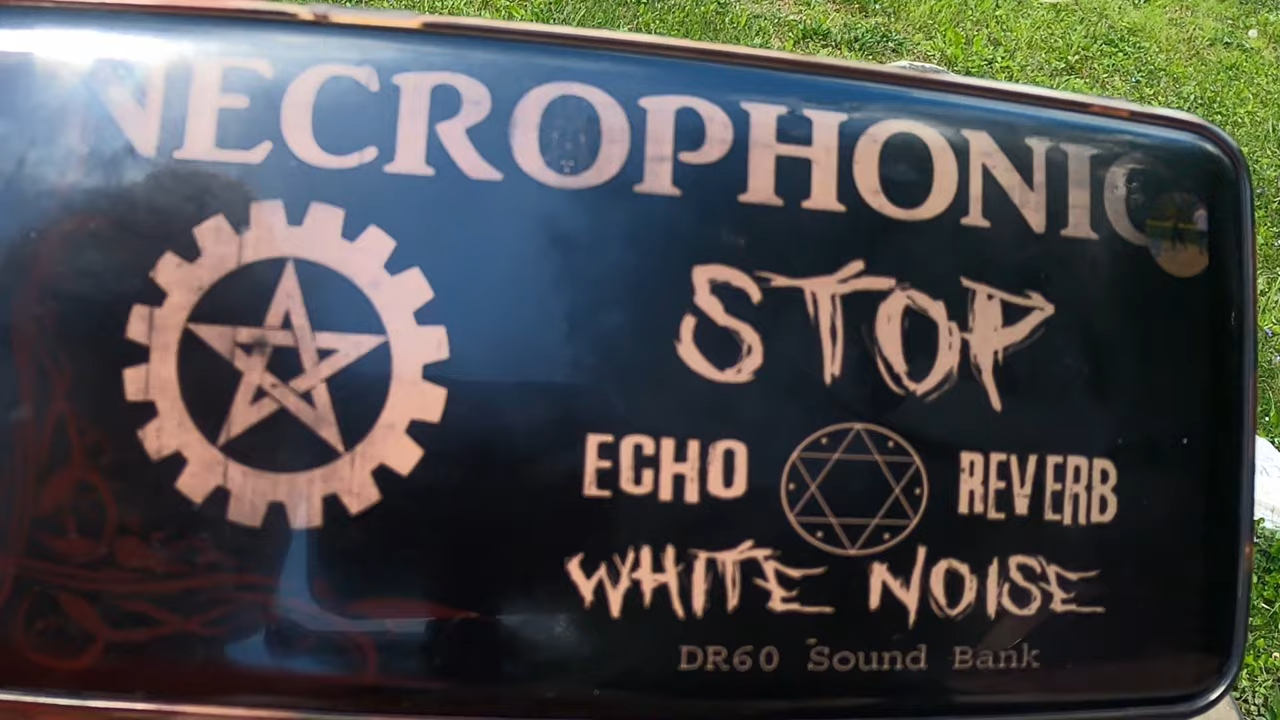 NECROPHONIC
STOP
ECHO REVERB
WHITE NOISE
DR60 Sound Bank